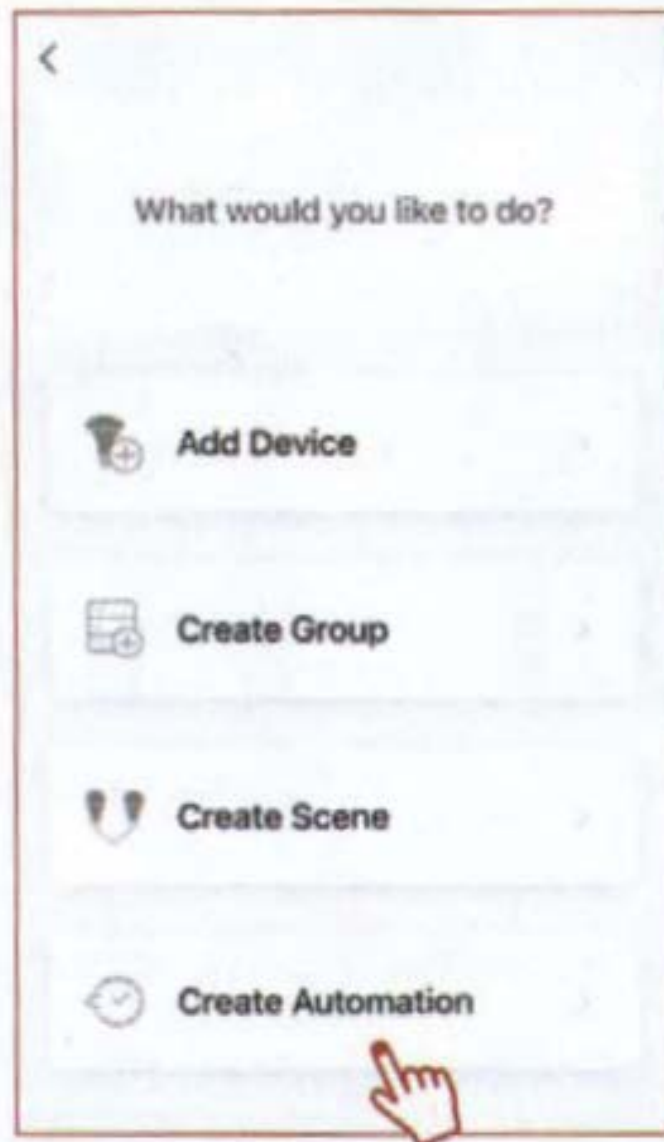 What would you like to do?
Add Device
Create Group
Create Scene
Create Automation